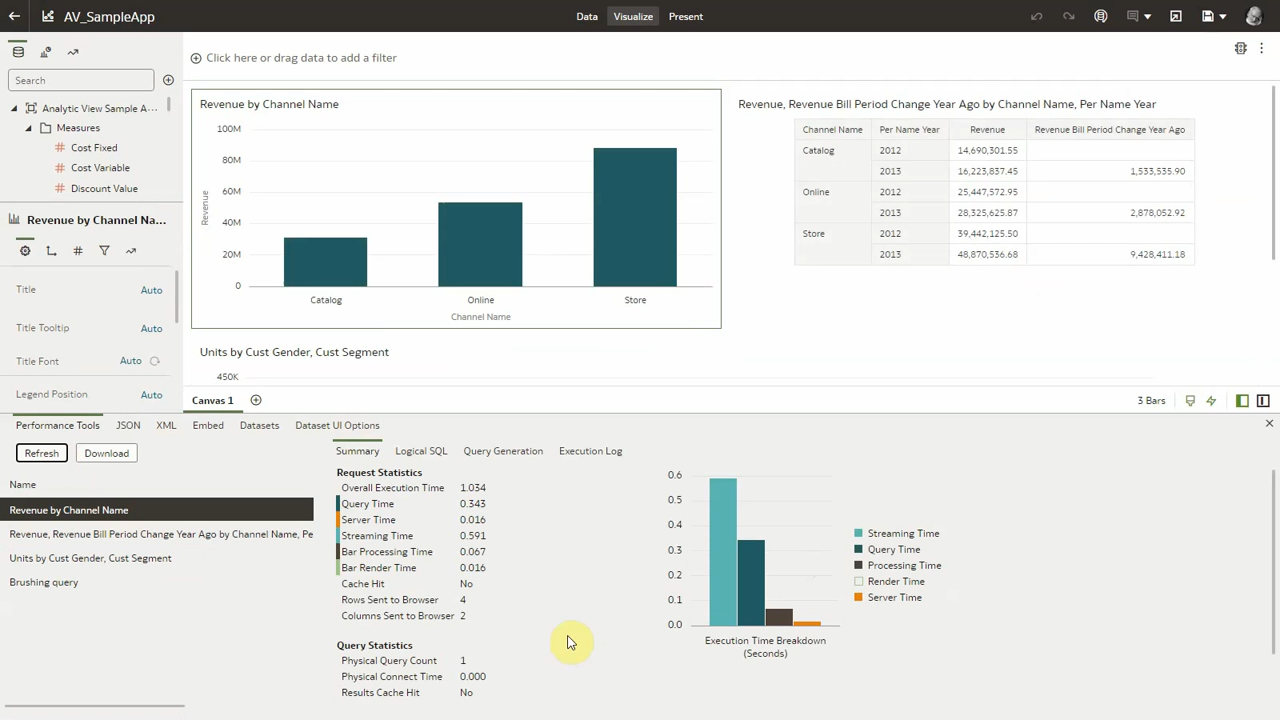 AV_SampleApp
Data Visualize Present
Search
Click here or drag data to add a filter
Analytic View Sample A...
Measures
Cost Fixed
Cost Variable
Discount Value
Revenue by Channel Na...
Title Auto
Title Tooltip Auto
Title Font Auto
Legend Position Auto
Revenue by Channel Name
100M
80M
60M
40M
20M
0
Revenue
Catalog Online Store
Channel Name
Revenue, Revenue Bill Period Change Year Ago by Channel Name, Per Name Year
Channel Name Per Name Year Revenue Revenue Bill Period Change Year Ago
Catalog 2012 14,690,301.55
2013 16,223,837.45 1,533,535.90
Online 2012 25,447,572.95
2013 28,325,625.87 2,878,052.92
Store 2012 39,442,125.50
2013 48,870,536.68 9,428,411.18
Units by Cust Gender, Cust Segment
450K
Canvas 1
3 Bars
Performance Tools JSON XML Embed Datasets Dataset UI Options
Refresh Download
Name
Revenue by Channel Name
Revenue, Revenue Bill Period Change Year Ago by Channel Name, Pe
Units by Cust Gender, Cust Segment
Brushing query
Summary Logical SQL Query Generation Execution Log
Request Statistics
Overall Execution Time 1.034
Query Time 0.343
Server Time 0.016
Streaming Time 0.591
Bar Processing Time 0.067
Bar Render Time 0.016
Cache Hit No
Rows Sent to Browser 4
Columns Sent to Browser 2
Query Statistics
Physical Query Count 1
Physical Connect Time 0.000
Results Cache Hit No
0.6
0.5
0.4
0.3
0.2
0.1
0.0
Execution Time Breakdown
(Seconds)
Streaming Time
Query Time
Processing Time
Render Time
Server Time